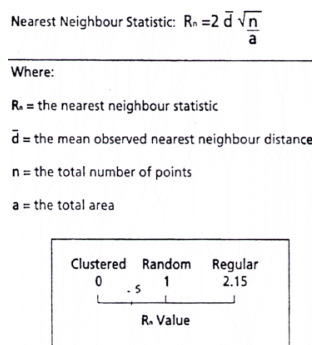 Nearest Neighbour Statistic: Rn =2 d̅ √n/a
Where:
Rn = the nearest neighbour statistic
d̅ = the mean observed nearest neighbour distance
n = the total number of points
a = the total area
Clustered Random Regular
0 .5 1 2.15
Rn Value